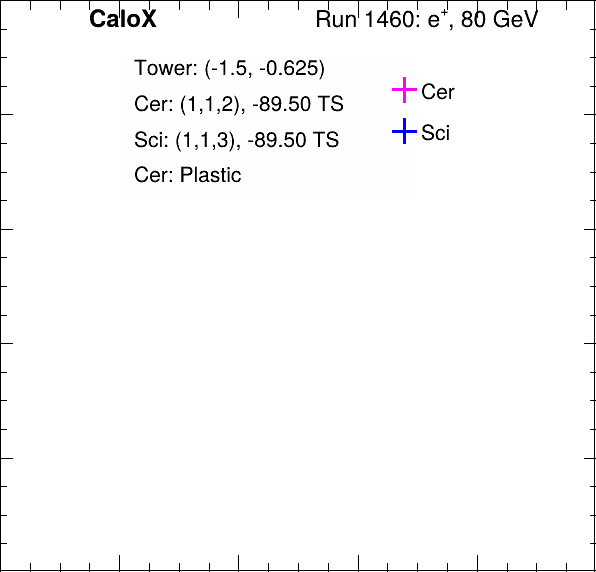 CaloX Run 1460: e+, 80 GeV
Tower: (-1.5, -0.625)
Cer: (1,1,2), -89.50 TS
Sci: (1,1,3), -89.50 TS
Cer: Plastic
Cer
Sci